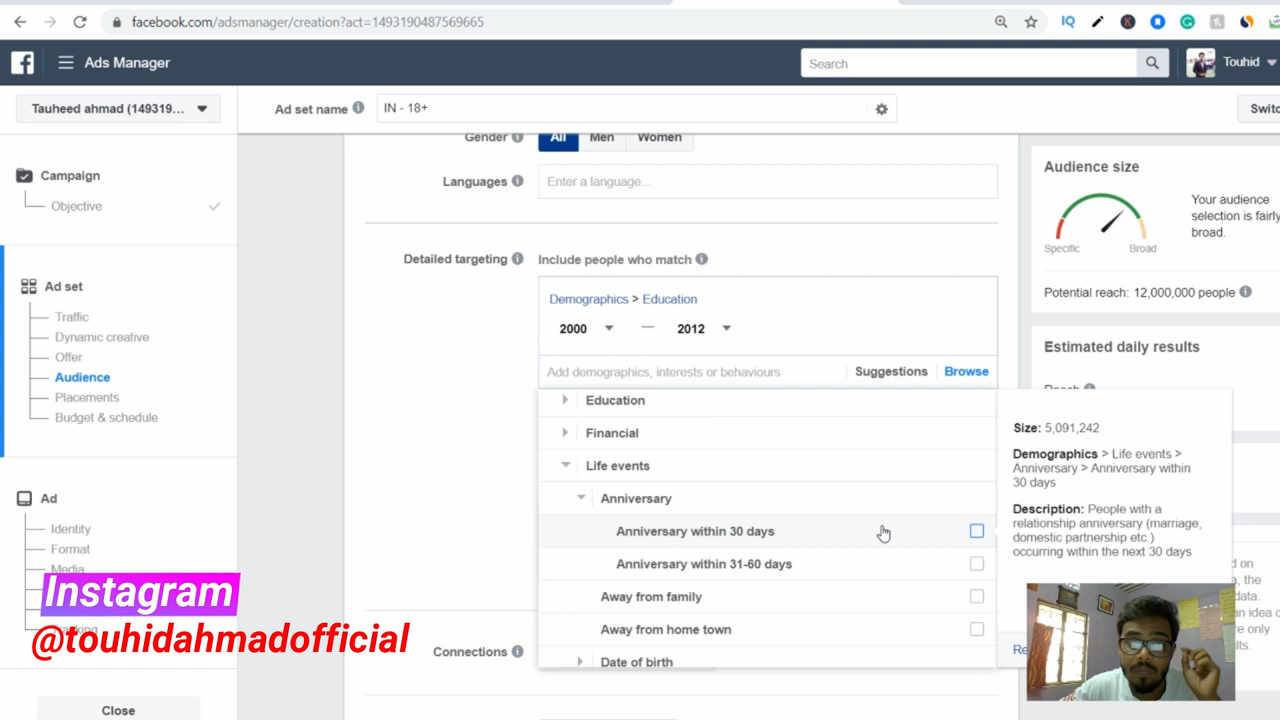 facebook.com/adsmanager/creation?act=1493190487569665
Ads Manager
Search
Touhid
Tauheed ahmad (149319...
Ad set name
IN - 18+
Switc
Campaign
Objective
Ad set
Traffic
Dynamic creative
Offer
Audience
Placements
Budget & schedule
Ad
Identity
Format
Media
Close
Gender
All
Men
Women
Languages
Enter a language...
Detailed targeting
Include people who match
Demographics > Education
2000 — 2012
Add demographics, interests or behaviours
Suggestions
Browse
Education
Financial
Life events
Anniversary
Anniversary within 30 days
Anniversary within 31-60 days
Away from family
Away from home town
Date of birth
Connections
Audience size
Your audience
selection is fairly
broad.
Specific
Broad
Potential reach: 12,000,000 people
Estimated daily results
Reach
Size: 5,091,242
Demographics > Life events >
Anniversary > Anniversary within
30 days
Description: People with a
relationship anniversary (marriage,
domestic partnership etc.)
occurring within the next 30 days
Instagram
@touhidahmadofficial